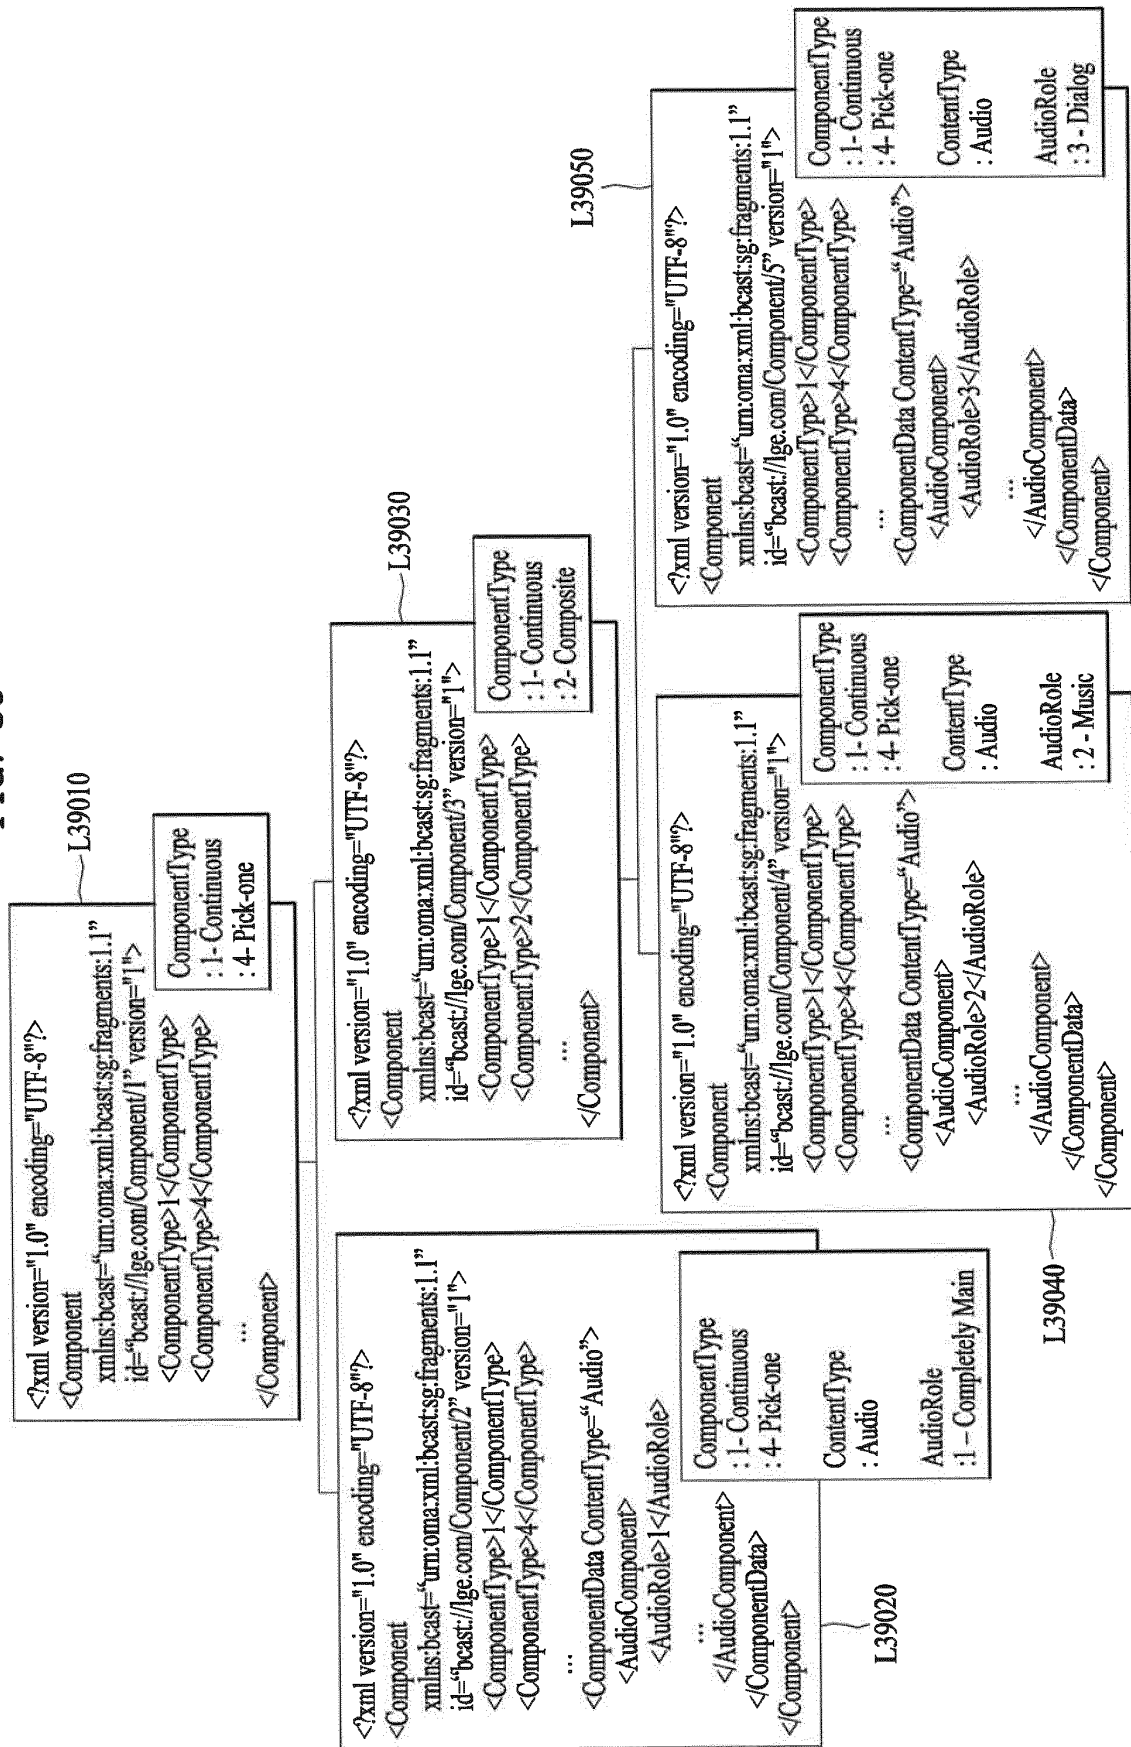 L39010
<?xml version="1.0" encoding="UTF-8"?>
<Component
xmlns:bcast=“urn:oma:xml:bcast:sg:fragments:1.1”
id=“bcast://lge.com/Component/1” version="1">
<ComponentType>1</ComponentType>
<ComponentType>4</ComponentType>
...
</Component>
ComponentType
: 1- Continuous
: 4- Pick-one
<?xml version="1.0" encoding="UTF-8"?>
<Component
xmlns:bcast=“urn:oma:xml:bcast:sg:fragments:1.1”
id=“bcast://lge.com/Component/2” version="1">
<ComponentType>1</ComponentType>
<ComponentType>4</ComponentType>
...
<ComponentData ContentType=“Audio”>
<AudioComponent>
<AudioRole>1</AudioRole>
...
</AudioComponent>
</ComponentData>
</Component>
ComponentType
: 1- Continuous
: 4- Pick-one
ContentType
: Audio
AudioRole
:1 – Completely Main
L39020
L39030
<?xml version="1.0" encoding="UTF-8"?>
<Component
xmlns:bcast=“urn:oma:xml:bcast:sg:fragments:1.1”
id=“bcast://lge.com/Component/3” version="1">
<ComponentType>1</ComponentType>
<ComponentType>2</ComponentType>
...
</Component>
ComponentType
: 1- Continuous
: 2- Composite
<?xml version="1.0" encoding="UTF-8"?>
<Component
xmlns:bcast=“urn:oma:xml:bcast:sg:fragments:1.1”
id=“bcast://lge.com/Component/4” version="1">
<ComponentType>1</ComponentType>
<ComponentType>4</ComponentType>
...
<ComponentData ContentType=“Audio”>
<AudioComponent>
<AudioRole>2</AudioRole>
...
</AudioComponent>
</ComponentData>
</Component>
ComponentType
: 1- Continuous
: 4- Pick-one
ContentType
: Audio
AudioRole
: 2 - Music
L39040
L39050
<?xml version="1.0" encoding="UTF-8"?>
<Component
xmlns:bcast=“urn:oma:xml:bcast:sg:fragments:1.1”
id=“bcast://lge.com/Component/5” version="1">
<ComponentType>1</ComponentType>
<ComponentType>4</ComponentType>
...
<ComponentData ContentType=“Audio”>
<AudioComponent>
<AudioRole>3</AudioRole>
...
</AudioComponent>
</ComponentData>
</Component>
ComponentType
: 1- Continuous
: 4- Pick-one
ContentType
: Audio
AudioRole
: 3 - Dialog